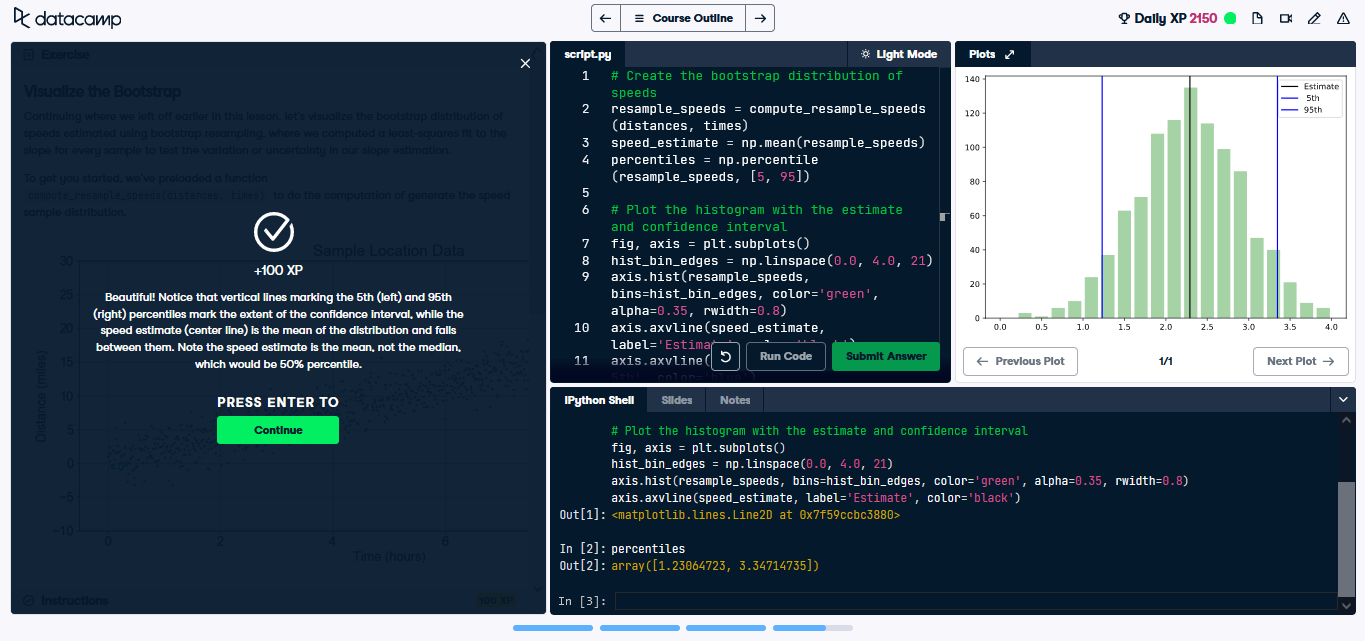 datacamp
Course Outline
Daily XP 2150
Exercise
Visualize the Bootstrap
Continuing where we left off earlier in this lesson, let's visualize the bootstrap distribution of
speeds estimated using bootstrap resampling, where we computed a least-squares fit to the
slope for every sample to test the variation or uncertainty in our slope estimation.
To get you started, we've preloaded a function
compute_resample_speeds(distances, times) to do the computation of generate the speed
sample distribution.
+100 XP
Beautiful! Notice that vertical lines marking the 5th (left) and 95th
(right) percentiles mark the extent of the confidence interval, while the
speed estimate (center line) is the mean of the distribution and falls
between them. Note the speed estimate is the mean, not the median,
which would be 50% percentile.
PRESS ENTER TO
Continue
Sample Location Data
30
25
20
15
10
5
0
−5
−10
Distance (miles)
0 2 4 6
Time (hours)
Instructions
100 XP
script.py
Light Mode
1 # Create the bootstrap distribution of
speeds
2 resample_speeds = compute_resample_speeds
(distances, times)
3 speed_estimate = np.mean(resample_speeds)
4 percentiles = np.percentile
(resample_speeds, [5, 95])
5
6 # Plot the histogram with the estimate
and confidence interval
7 fig, axis = plt.subplots()
8 hist_bin_edges = np.linspace(0.0, 4.0, 21)
9 axis.hist(resample_speeds,
bins=hist_bin_edges, color='green',
alpha=0.35, rwidth=0.8)
10 axis.axvline(speed_estimate,
label='Estimate', color='black')
11 axis.axvline(
Run Code
Submit Answer
Plots
140
120
100
80
60
40
20
0
0.0 0.5 1.0 1.5 2.0 2.5 3.0 3.5 4.0
Estimate
5th
95th
Previous Plot
1/1
Next Plot
IPython Shell
Slides
Notes
# Plot the histogram with the estimate and confidence interval
fig, axis = plt.subplots()
hist_bin_edges = np.linspace(0.0, 4.0, 21)
axis.hist(resample_speeds, bins=hist_bin_edges, color='green', alpha=0.35, rwidth=0.8)
axis.axvline(speed_estimate, label='Estimate', color='black')
Out[1]: <matplotlib.lines.Line2D at 0x7f59ccbc3880>
In [2]: percentiles
Out[2]: array([1.23064723, 3.34714735])
In [3]: